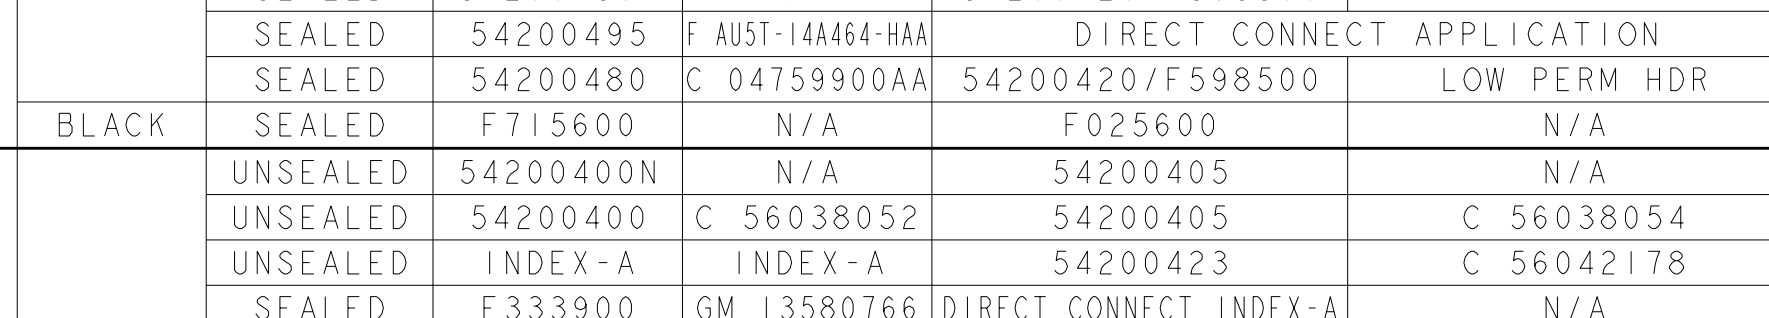 SEALED 54200495 F AU5T-14A464-HAA DIRECT CONNECT APPLICATION
SEALED 54200480 C 04759900AA 54200420/F598500 LOW PERM HDR
BLACK SEALED F715600 N/A F025600 N/A
UNSEALED 54200400N N/A 54200405 N/A
UNSEALED 54200400 C 56038052 54200405 C 56038054
UNSEALED INDEX-A INDEX-A 54200423 C 56042178
SEALED F333900 GM 13580766 DIRECT CONNECT INDEX-A N/A